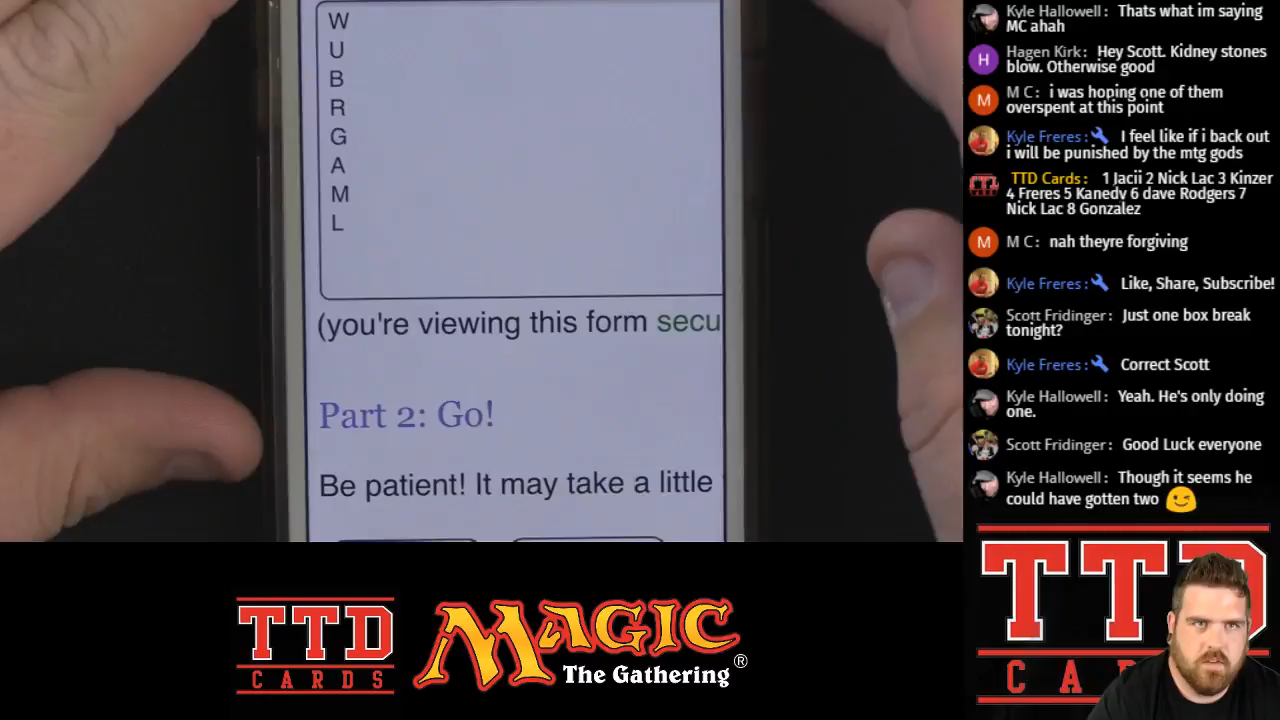 W
U
B
R
G
A
M
L
(you're viewing this form secu
Part 2: Go!
Be patient! It may take a little
TTD
CARDS
MAGIC
The Gathering®
Kyle Hallowell: Thats what im saying
MC ahah
H Hagen Kirk: Hey Scott. Kidney stones
blow. Otherwise good
M M C: i was hoping one of them
overspent at this point
Kyle Freres: I feel like if i back out
i will be punished by the mtg gods
TTD Cards: 1 Jacii 2 Nick Lac 3 Kinzer
4 Freres 5 Kanedy 6 dave Rodgers 7
Nick Lac 8 Gonzalez
M M C: nah theyre forgiving
Kyle Freres: Like, Share, Subscribe!
Scott Fridinger: Just one box break
tonight?
Kyle Freres: Correct Scott
Kyle Hallowell: Yeah. He's only doing
one.
Scott Fridinger: Good Luck everyone
Kyle Hallowell: Though it seems he
could have gotten two
TTD
CA